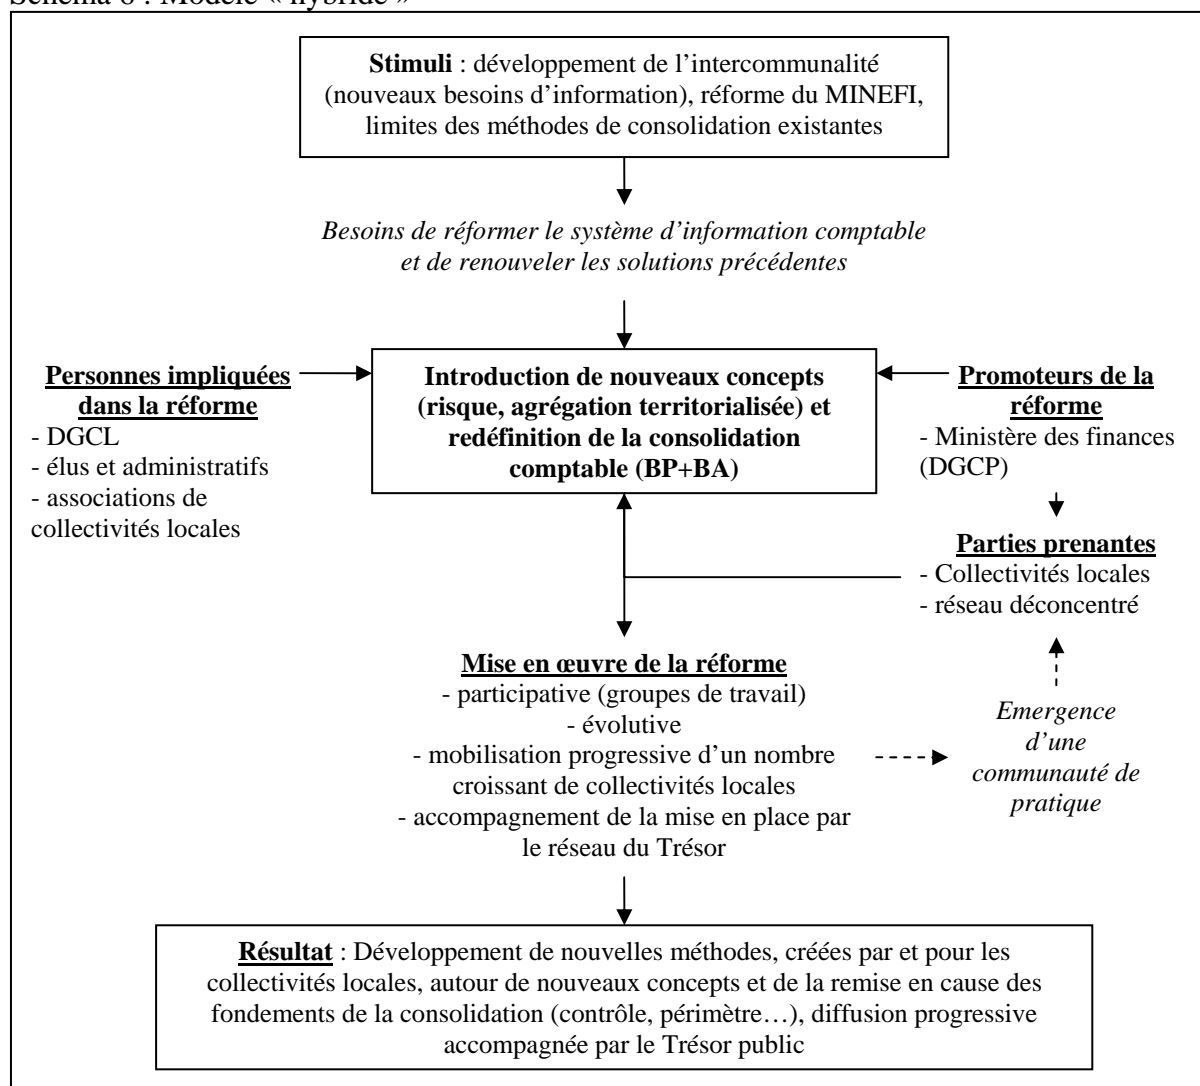 Schéma 6 : Modèle « hybride »
Stimuli : développement de l’intercommunalité
(nouveaux besoins d’information), réforme du MINEFI,
limites des méthodes de consolidation existantes
Besoins de réformer le système d’information comptable
et de renouveler les solutions précédentes
Personnes impliquées
dans la réforme
- DGCL
- élus et administratifs
- associations de
collectivités locales
Introduction de nouveaux concepts
(risque, agrégation territorialisée) et
redéfinition de la consolidation
comptable (BP+BA)
Promoteurs de la
réforme
- Ministère des finances
(DGCP)
Parties prenantes
- Collectivités locales
- réseau déconcentré
Mise en œuvre de la réforme
- participative (groupes de travail)
- évolutive
- mobilisation progressive d’un nombre
croissant de collectivités locales
- accompagnement de la mise en place par
le réseau du Trésor
Emergence
d’une
communauté de
pratique
Résultat : Développement de nouvelles méthodes, créées par et pour les
collectivités locales, autour de nouveaux concepts et de la remise en cause des
fondements de la consolidation (contrôle, périmètre…), diffusion progressive
accompagnée par le Trésor public